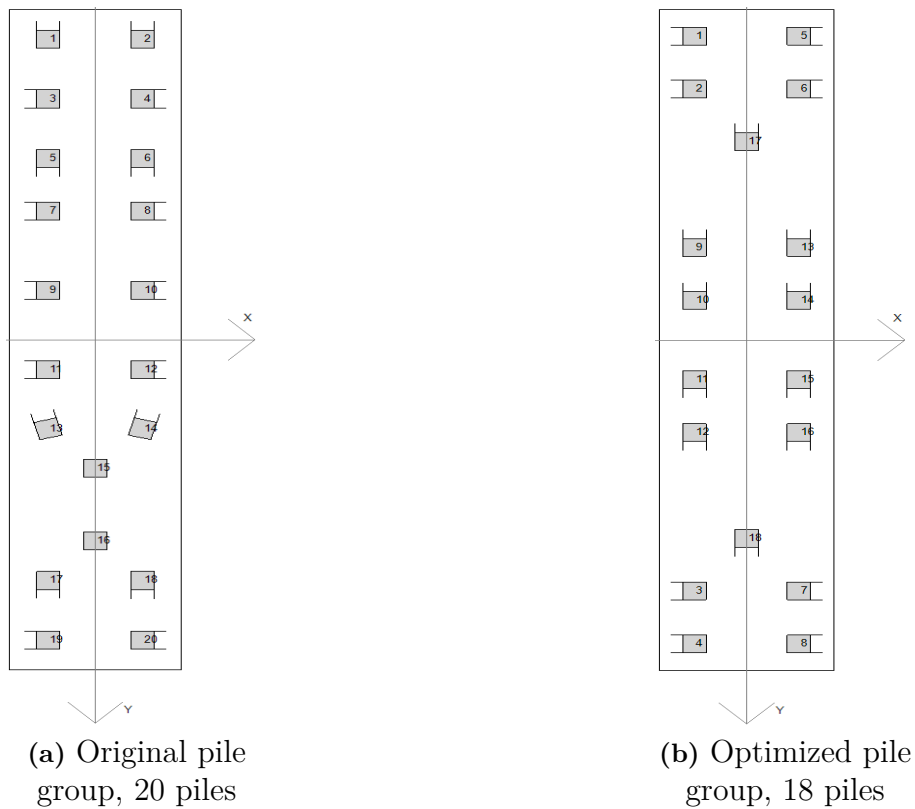 1 2
3 4
5 6
7 8
9 10
X
11 12
13 14
15
16
17 18
19 20
Y
(a) Original pile
group, 20 piles
1 5
2 6
17
9 13
10 14
X
11 15
12 16
18
3 7
4 8
Y
(b) Optimized pile
group, 18 piles